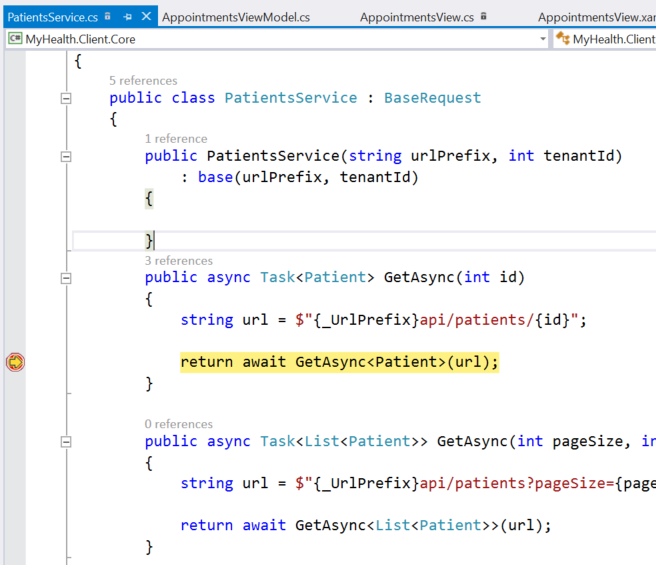 PatientsService.cs AppointmentsViewModel.cs AppointmentsView.cs AppointmentsView.xar
C# MyHealth.Client.Core MyHealth.Client
{
5 references
public class PatientsService : BaseRequest
{
1 reference
public PatientsService(string urlPrefix, int tenantId)
: base(urlPrefix, tenantId)
{
}
3 references
public async Task<Patient> GetAsync(int id)
{
string url = $"{_UrlPrefix}api/patients/{id}";
return await GetAsync<Patient>(url);
}
0 references
public async Task<List<Patient>> GetAsync(int pageSize, in
{
string url = $"{_UrlPrefix}api/patients?pageSize={page
return await GetAsync<List<Patient>>(url);
}